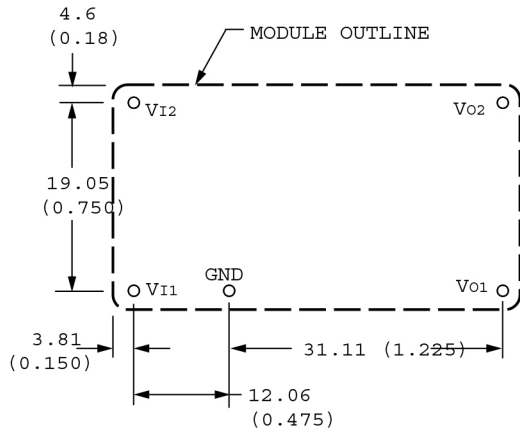 4.6
(0.18)
MODULE OUTLINE
VI2
VO2
19.05
(0.750)
GND
VI1
VO1
3.81
(0.150)
31.11 (1.225)
12.06
(0.475)